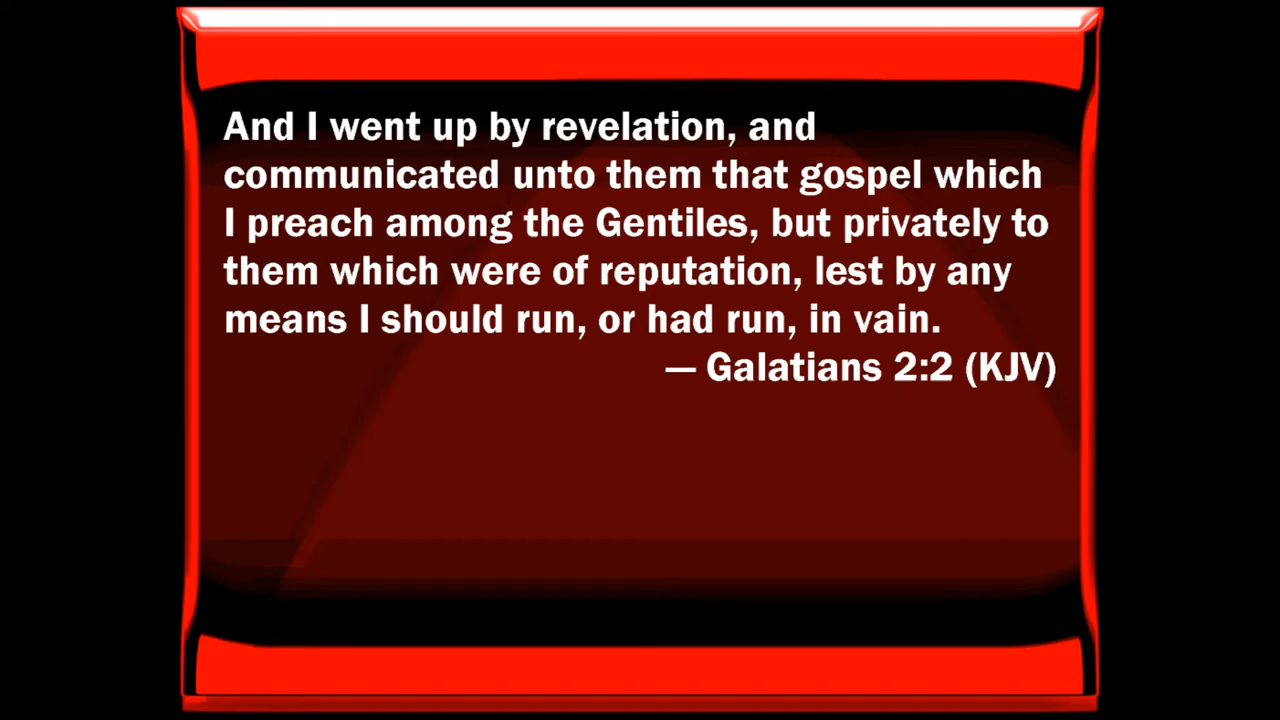 And I went up by revelation, and
communicated unto them that gospel which
I preach among the Gentiles, but privately to
them which were of reputation, lest by any
means I should run, or had run, in vain.
— Galatians 2:2 (KJV)